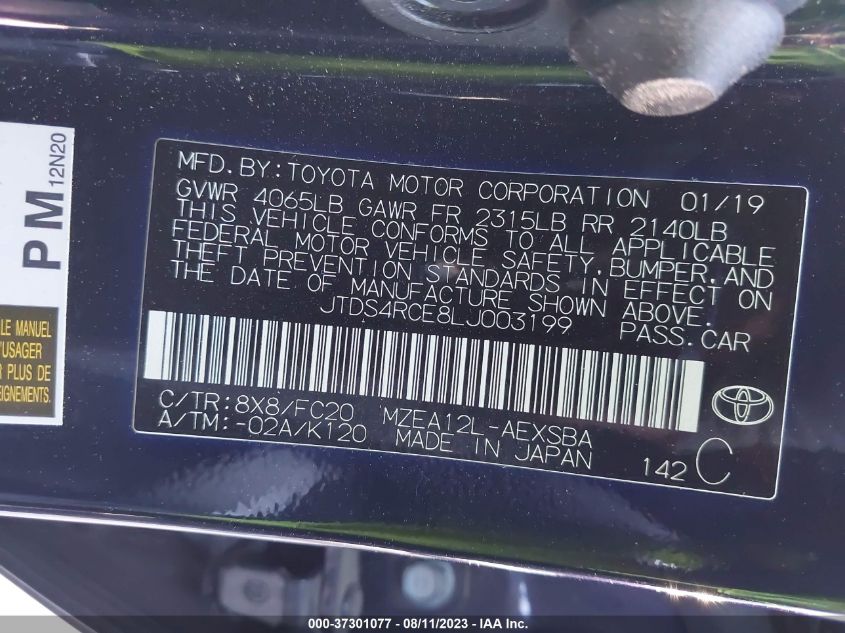 MFD.BY:TOYOTA MOTOR CORPORATION 01/19
GVWR 4065LB GAWR FR 2315LB RR 2140LB
THIS VEHICLE CONFORMS TO ALL APPLICABLE
FEDERAL MOTOR VEHICLE SAFETY,BUMPER,AND
THEFT PREVENTION STANDARDS IN EFFECT ON
THE DATE OF MANUFACTURE SHOWN ABOVE.
JTDS4RCE8LJ003199 PASS.CAR
C/TR:8X8/FC20 MZEA12L-AEXSBA
A/TM:-02A/K120 MADE IN JAPAN
142 C
PM
12N20
LE MANUEL
'USAGER
R PLUS DE
EIGNEMENTS.
000-37301077 - 08/11/2023 - IAA Inc.